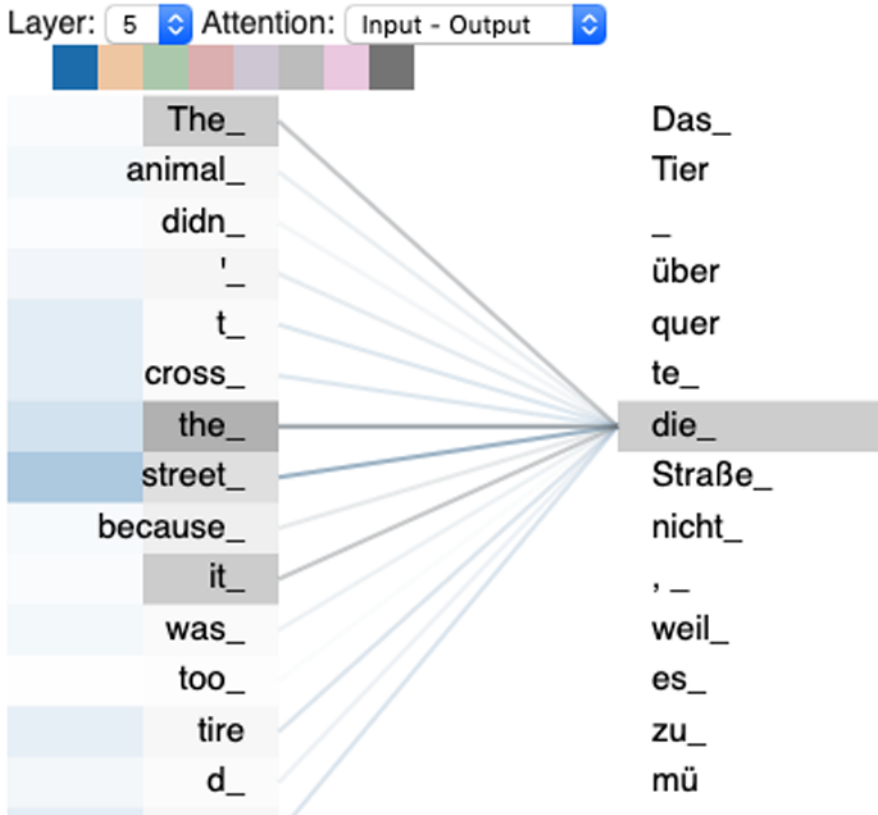 Layer: 5 Attention: Input - Output
The_ Das_
animal_ Tier
didn_ _
'_ über
t_ quer
cross_ te_
the_ die_
street_ Straße_
because_ nicht_
it_ , _
was_ weil_
too_ es_
tire zu_
d_ mü